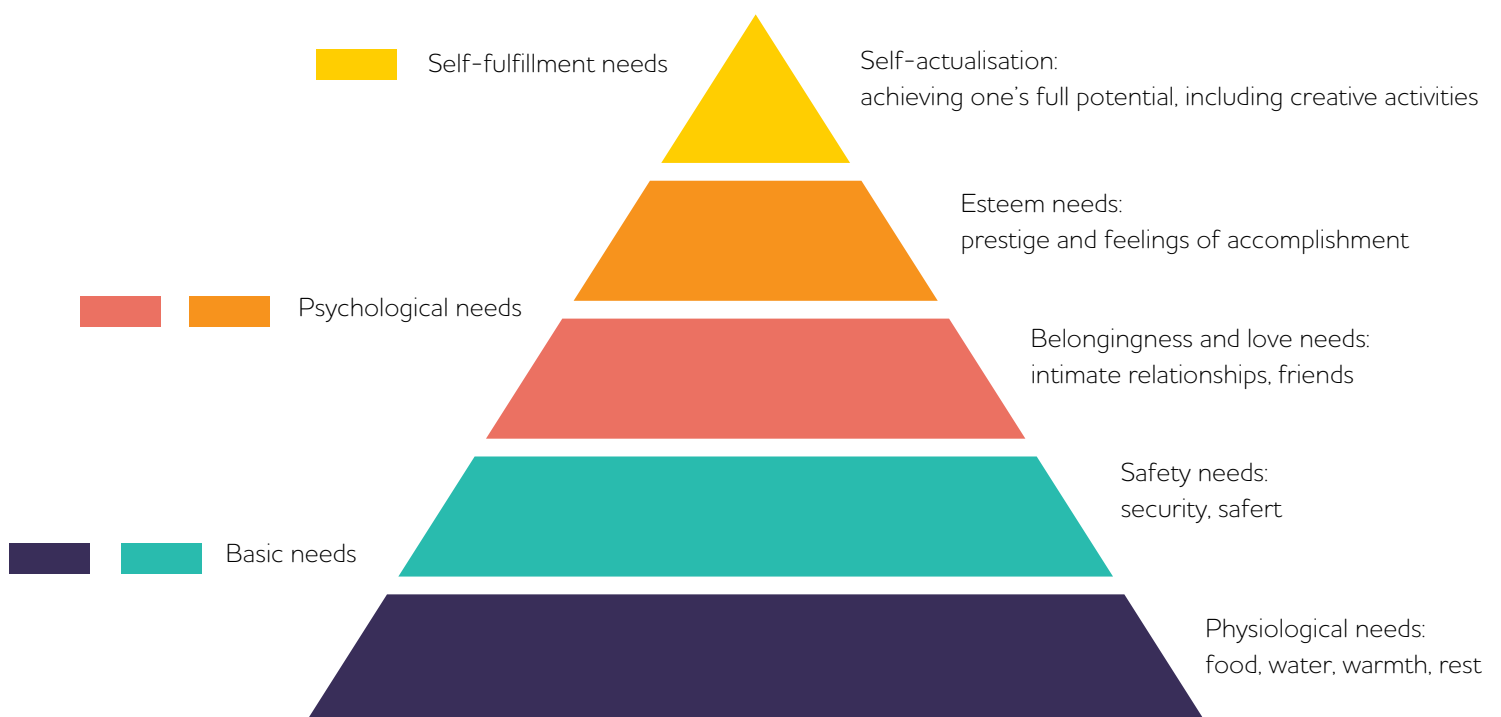 Self-fulfillment needs
Self-actualisation:
achieving one's full potential, including creative activities
Esteem needs:
prestige and feelings of accomplishment
Psychological needs
Belongingness and love needs:
intimate relationships, friends
Safety needs:
security, safert
Basic needs
Physiological needs:
food, water, warmth, rest